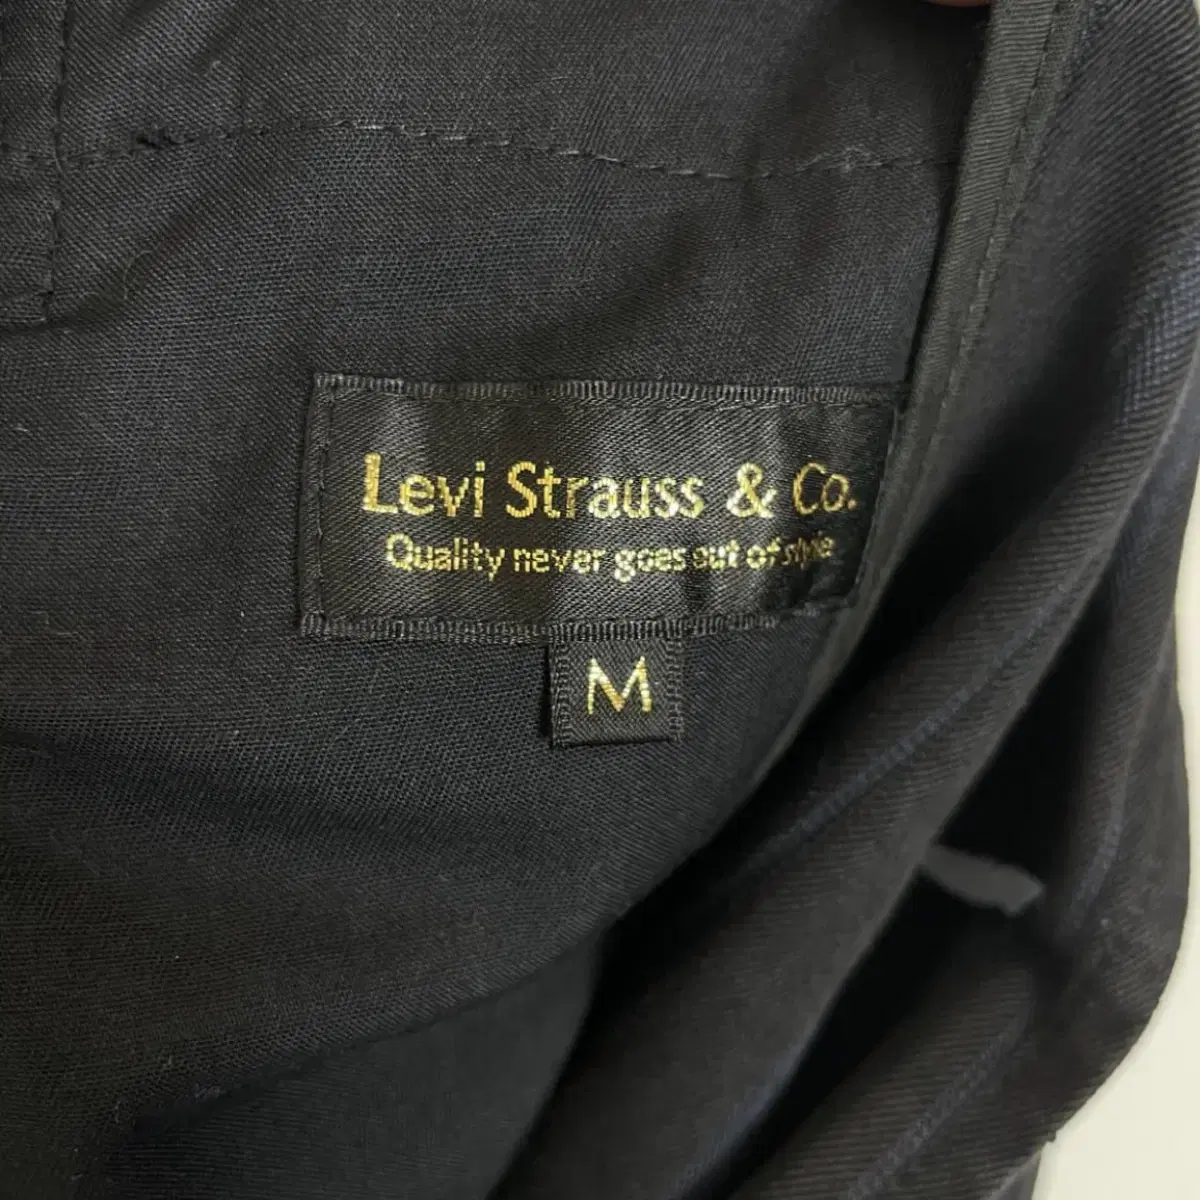 Levi Strauss & Co.
Quality never goes out of style
M